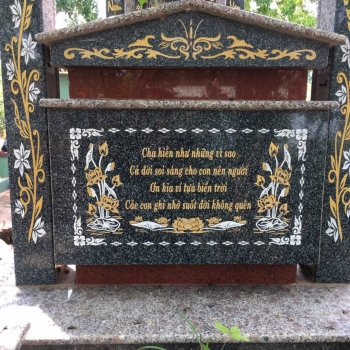 Cha hiền như những vì sao
Cả đời soi sáng cho con nên người
Ơn kia ví tựa biển trời
Các con ghi nhớ suốt đời không quên